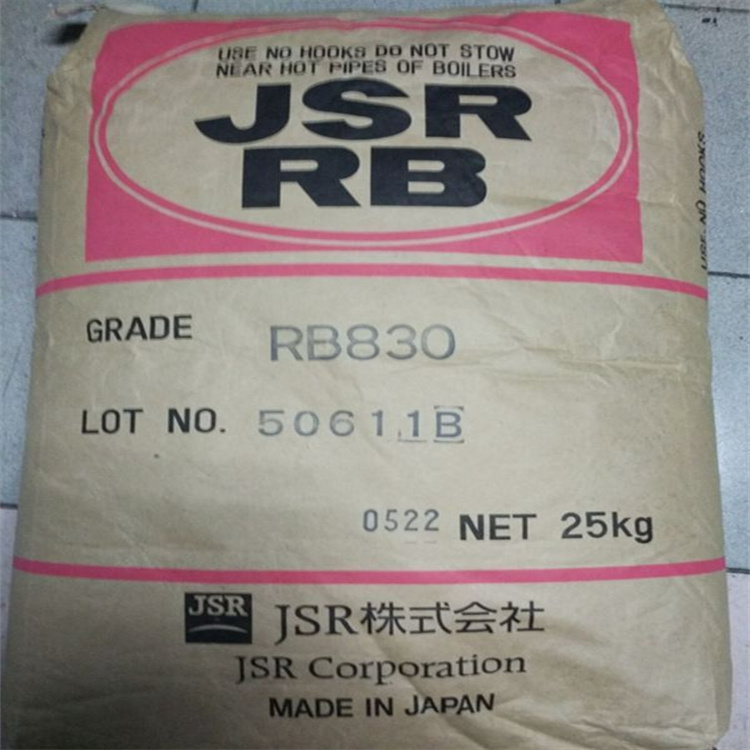 USE NO HOOKS DO NOT STOW
NEAR HOT PIPES OF BOILERS
JSR
RB
GRADE RB830
LOT NO. 50611B
0522 NET 25kg
JSR JSR株式会社
JSR Corporation
MADE IN JAPAN